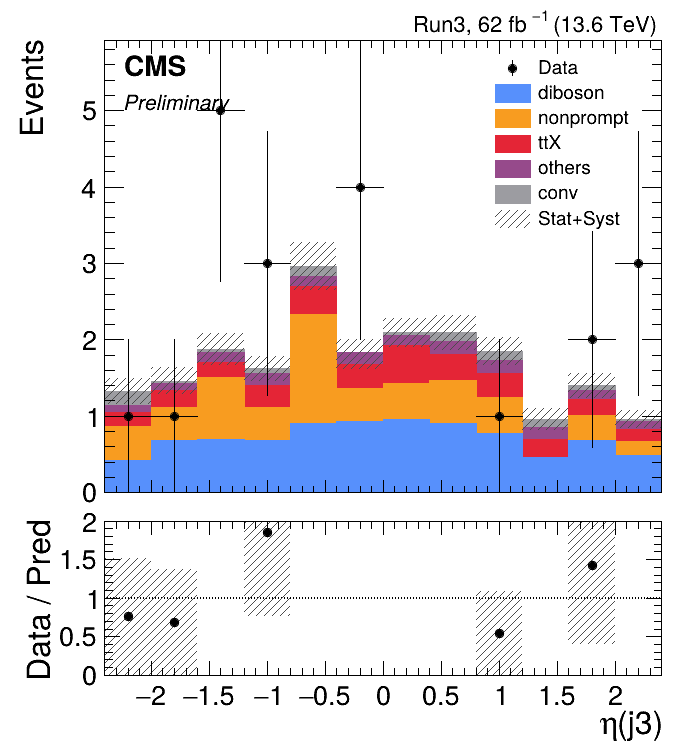 Run3, 62 fb⁻¹ (13.6 TeV)
CMS
Preliminary
Data
diboson
nonprompt
ttX
others
conv
Stat+Syst
Events
5
4
3
2
1
0
Data / Pred
2
1.5
1
0.5
0
−2 −1.5 −1 −0.5 0 0.5 1 1.5 2
η(j3)